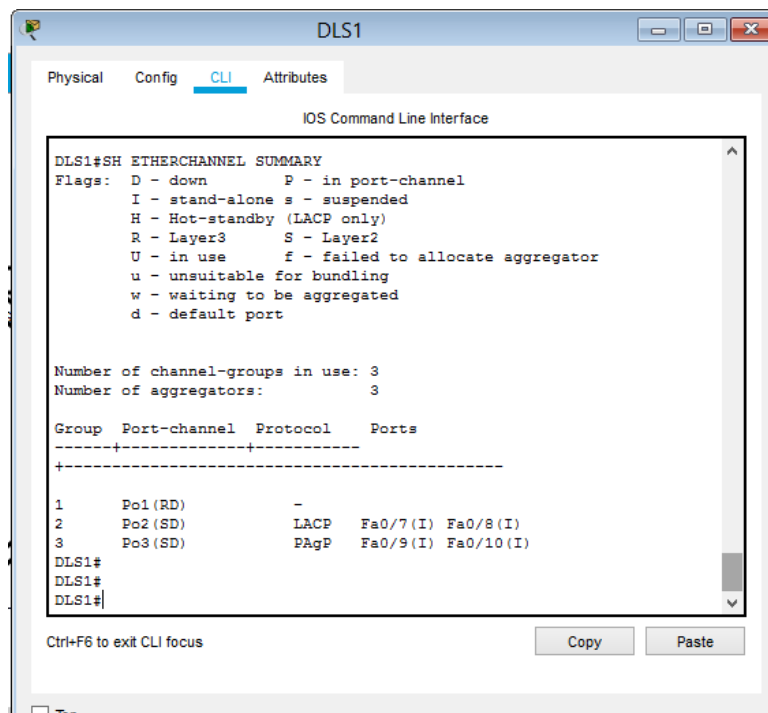 DLS1
Physical Config CLI Attributes
IOS Command Line Interface
DLS1#SH ETHERCHANNEL SUMMARY
Flags:  D - down        P - in port-channel
        I - stand-alone s - suspended
        H - Hot-standby (LACP only)
        R - Layer3      S - Layer2
        U - in use      f - failed to allocate aggregator
        u - unsuitable for bundling
        w - waiting to be aggregated
        d - default port
Number of channel-groups in use: 3
Number of aggregators:           3
Group  Port-channel  Protocol    Ports
------+-------------+-----------
+----------------------------------------------
1      Po1(RD)           -
2      Po2(SD)           LACP   Fa0/7(I) Fa0/8(I)
3      Po3(SD)           PAgP   Fa0/9(I) Fa0/10(I)
DLS1#
DLS1#
DLS1#
Ctrl+F6 to exit CLI focus
Copy Paste